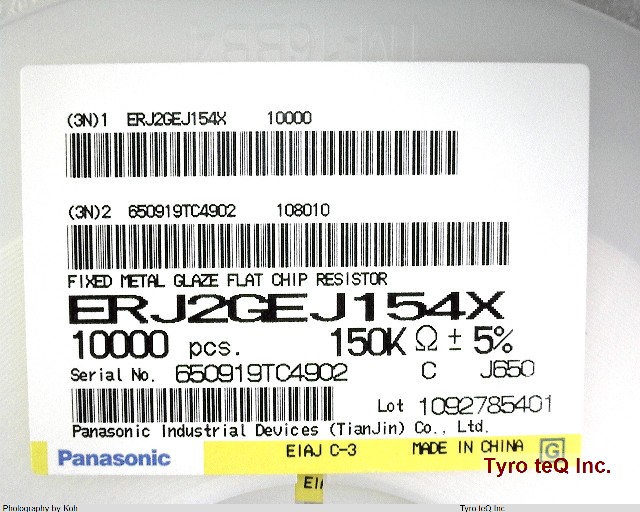 (3N)1 ERJ2GEJ154X 10000
(3N)2 650919TC4902 108010
FIXED METAL GLAZE FLAT CHIP RESISTOR
ERJ2GEJ154X
10000 pcs. 150K Ω ± 5%
Serial No. 650919TC4902 C J650
Lot 1092785401
Panasonic Industrial Devices (TianJin) Co., Ltd.
Panasonic EIAJ C-3 MADE IN CHINA G
Tyro teQ Inc.
EI
Photography by Koh Tyro teQ Inc